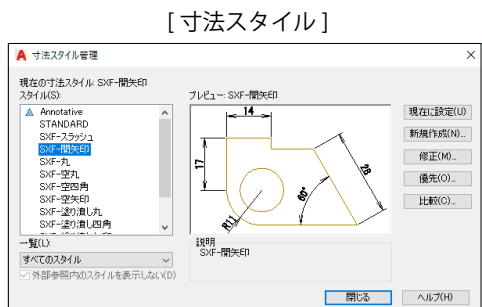 [ 寸法スタイル ]
寸法スタイル管理
現在の寸法スタイル: SXF-開矢印
スタイル(S):
Annotative
STANDARD
SXF-スラッシュ
SXF-開矢印
SXF-丸
SXF-空丸
SXF-空四角
SXF-空矢印
SXF-塗り潰し丸
SXF-塗り潰し四角
一覧(L):
すべてのスタイル
外部参照内のスタイルを表示しない(D)
プレビュー: SXF-開矢印
14
17
28
60°
R11
説明
SXF-開矢印
現在に設定(U)
新規作成(N)...
修正(M)...
優先(O)...
比較(C)...
閉じる
ヘルプ(H)